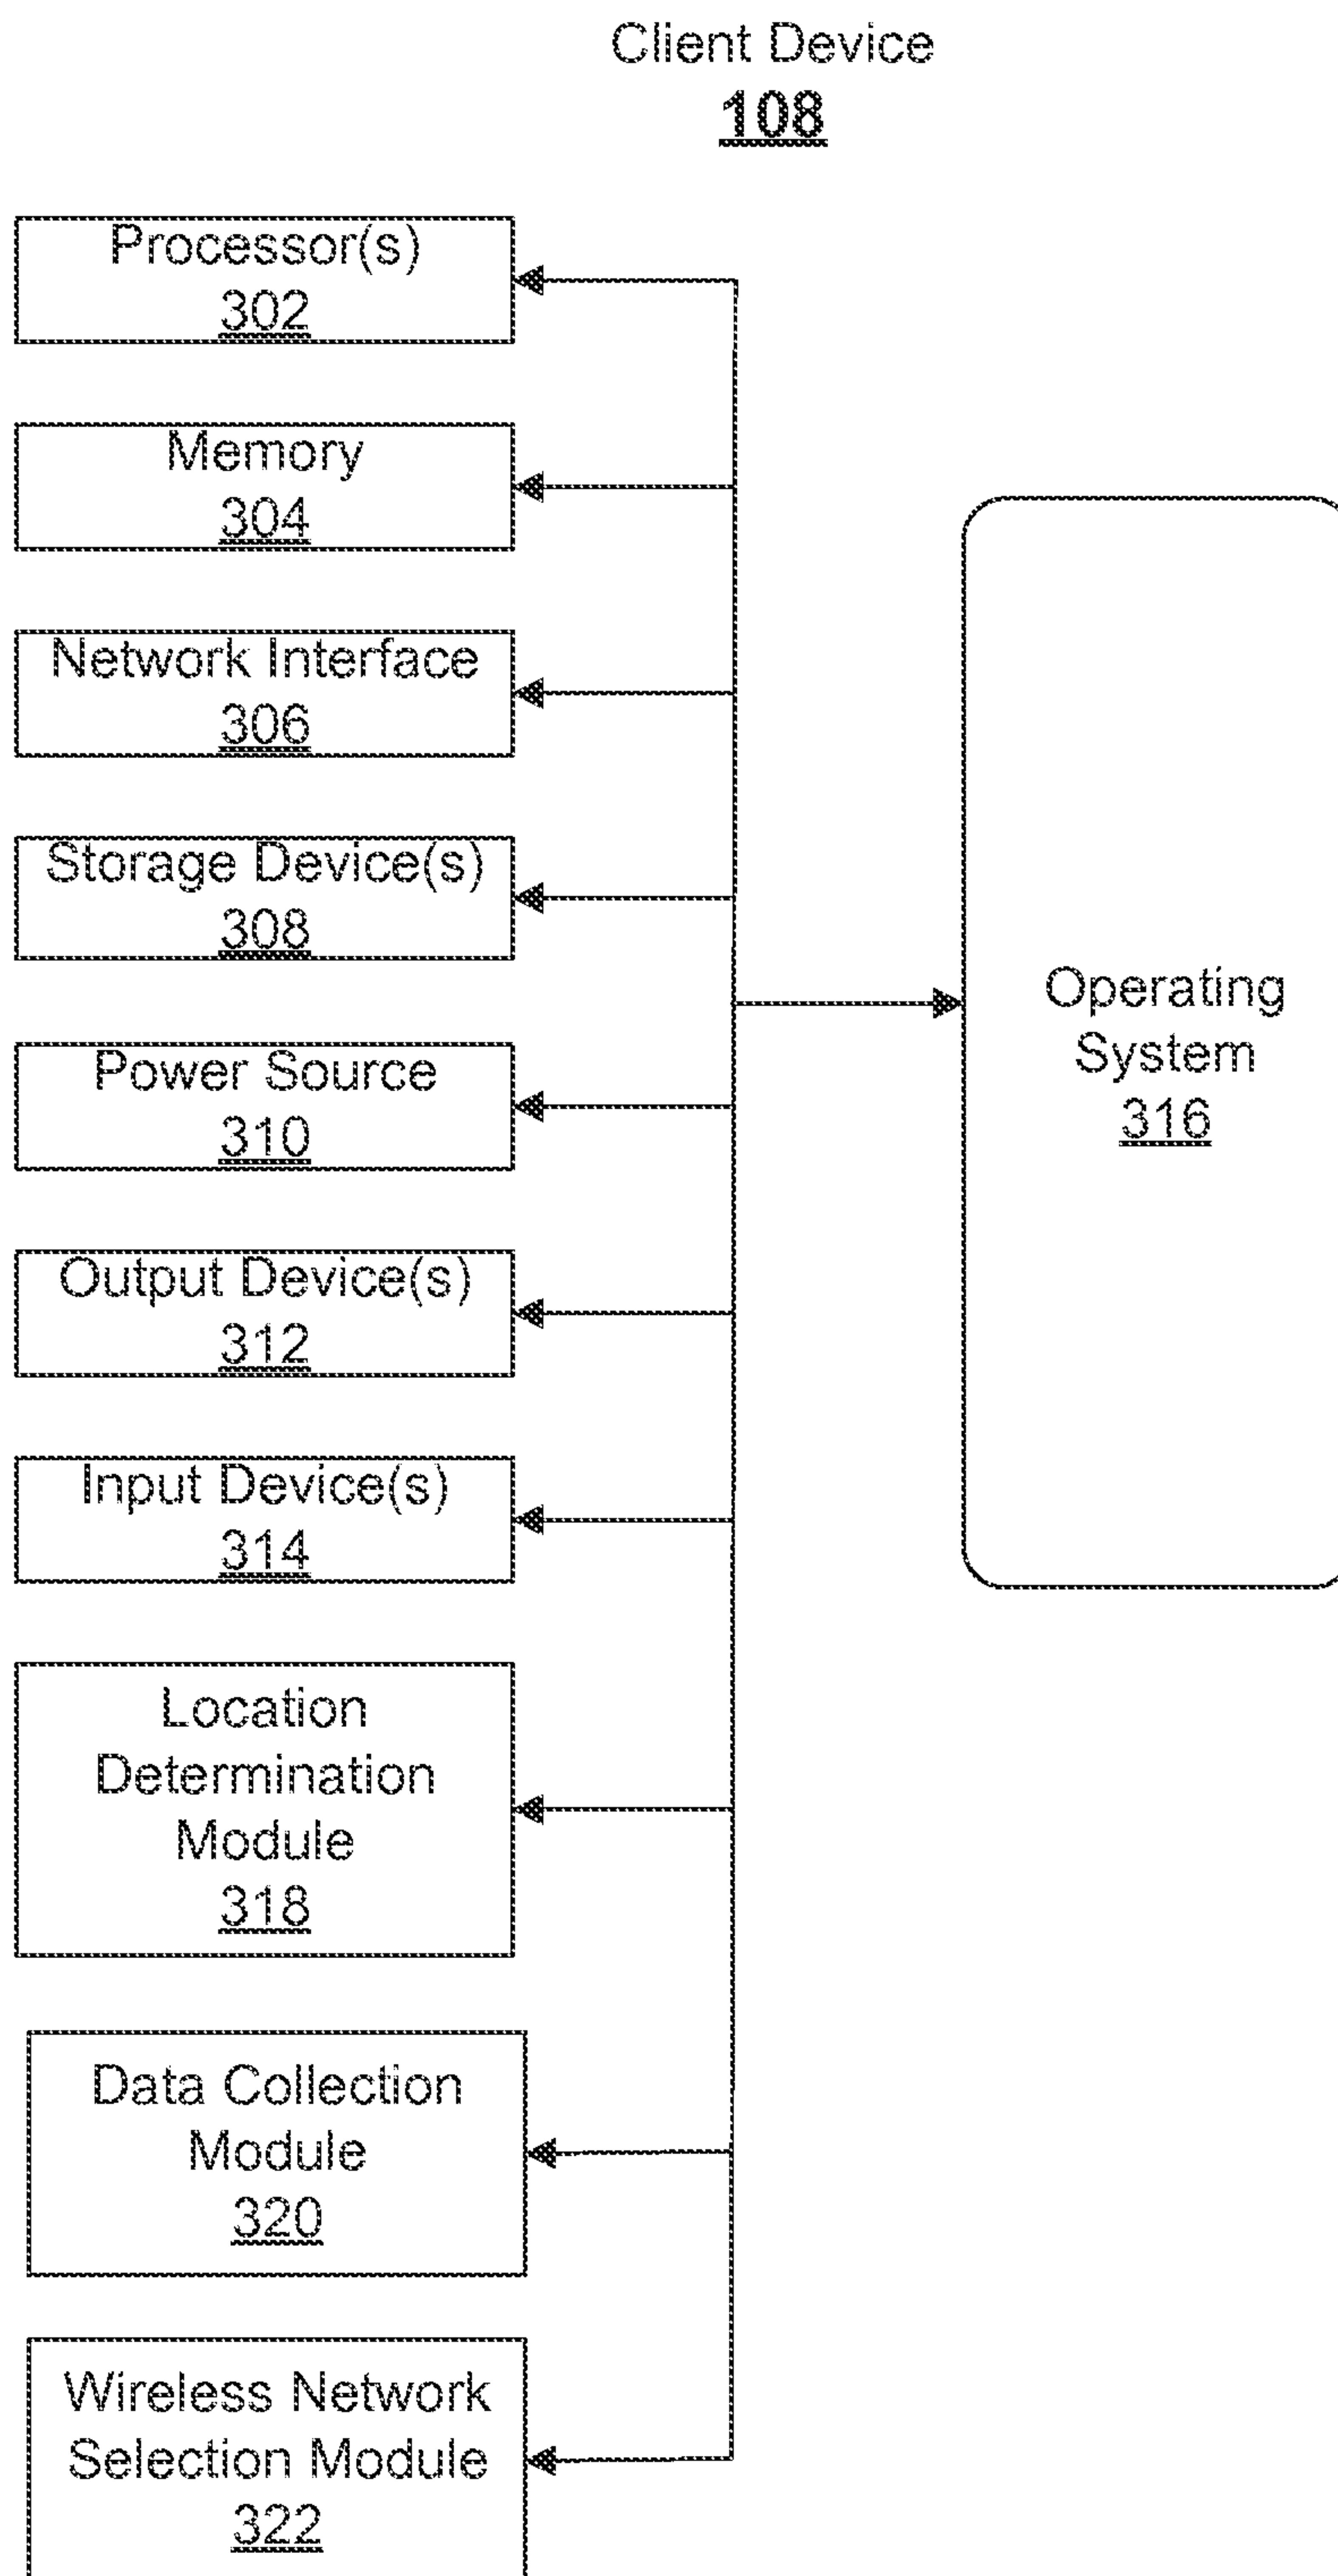 Client Device
108
Processor(s)
302
Memory
304
Network Interface
306
Storage Device(s)
308
Power Source
310
Output Device(s)
312
Input Device(s)
314
Location
Determination
Module
318
Data Collection
Module
320
Wireless Network
Selection Module
322
Operating
System
316